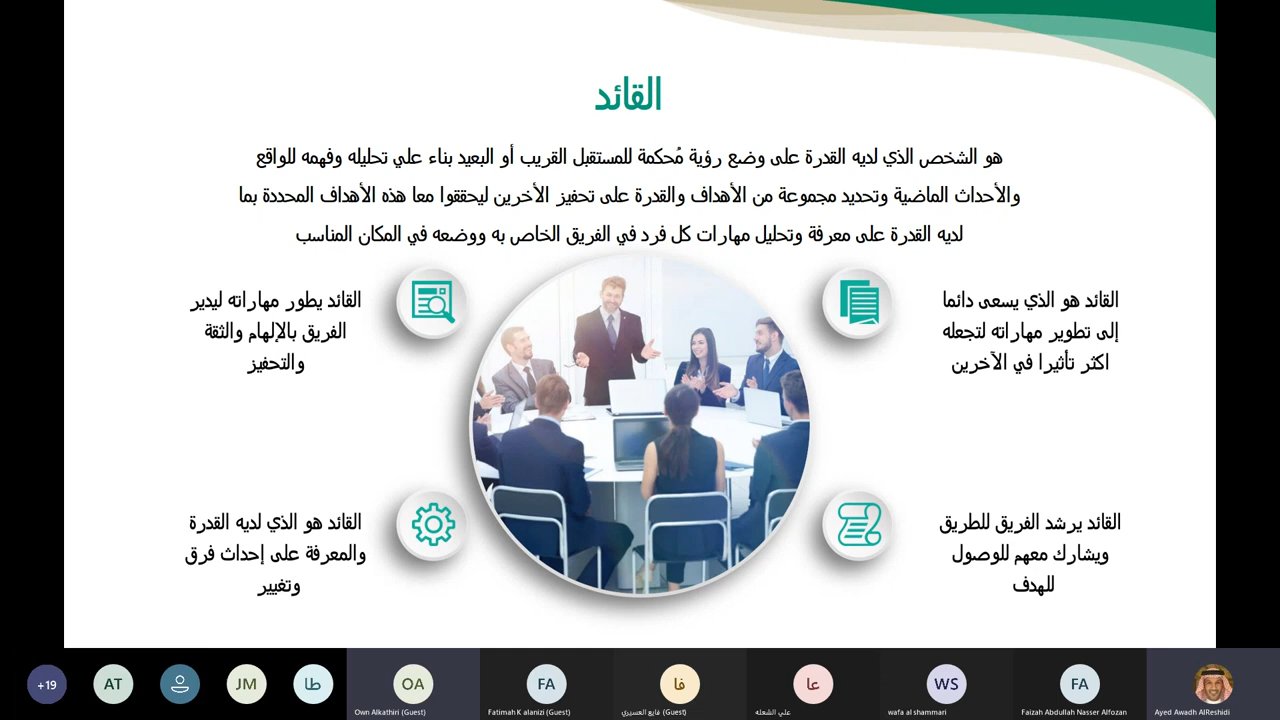 القائد
هو الشخص الذي لديه القدرة على وضع رؤية مُحكمة للمستقبل القريب أو البعيد بناء علي تحليله وفهمه للواقع
والأحداث الماضية وتحديد مجموعة من الأهداف والقدرة على تحفيز الأخرين ليحققوا معا هذه الأهداف المحددة بما
لديه القدرة على معرفة وتحليل مهارات كل فرد في الفريق الخاص به ووضعه في المكان المناسب
القائد هو الذي يسعى دائما
إلى تطوير مهاراته لتجعله
اكثر تأثيرا في الآخرين
القائد يطور مهاراته ليدير
الفريق بالإلهام والثقة
والتحفيز
القائد يرشد الفريق للطريق
ويشارك معهم للوصول
للهدف
القائد هو الذي لديه القدرة
والمعرفة على إحداث فرق
وتغيير
+19
AT
JM
طا
OA
Own Alkathiri (Guest)
FA
Fatimah K alanizi (Guest)
فا
فايع العسيري (Guest)
عا
علي الشعله
WS
wafa al shammari
FA
Faizah Abdullah Nasser Alfozan
Ayed Awadh AlReshidi